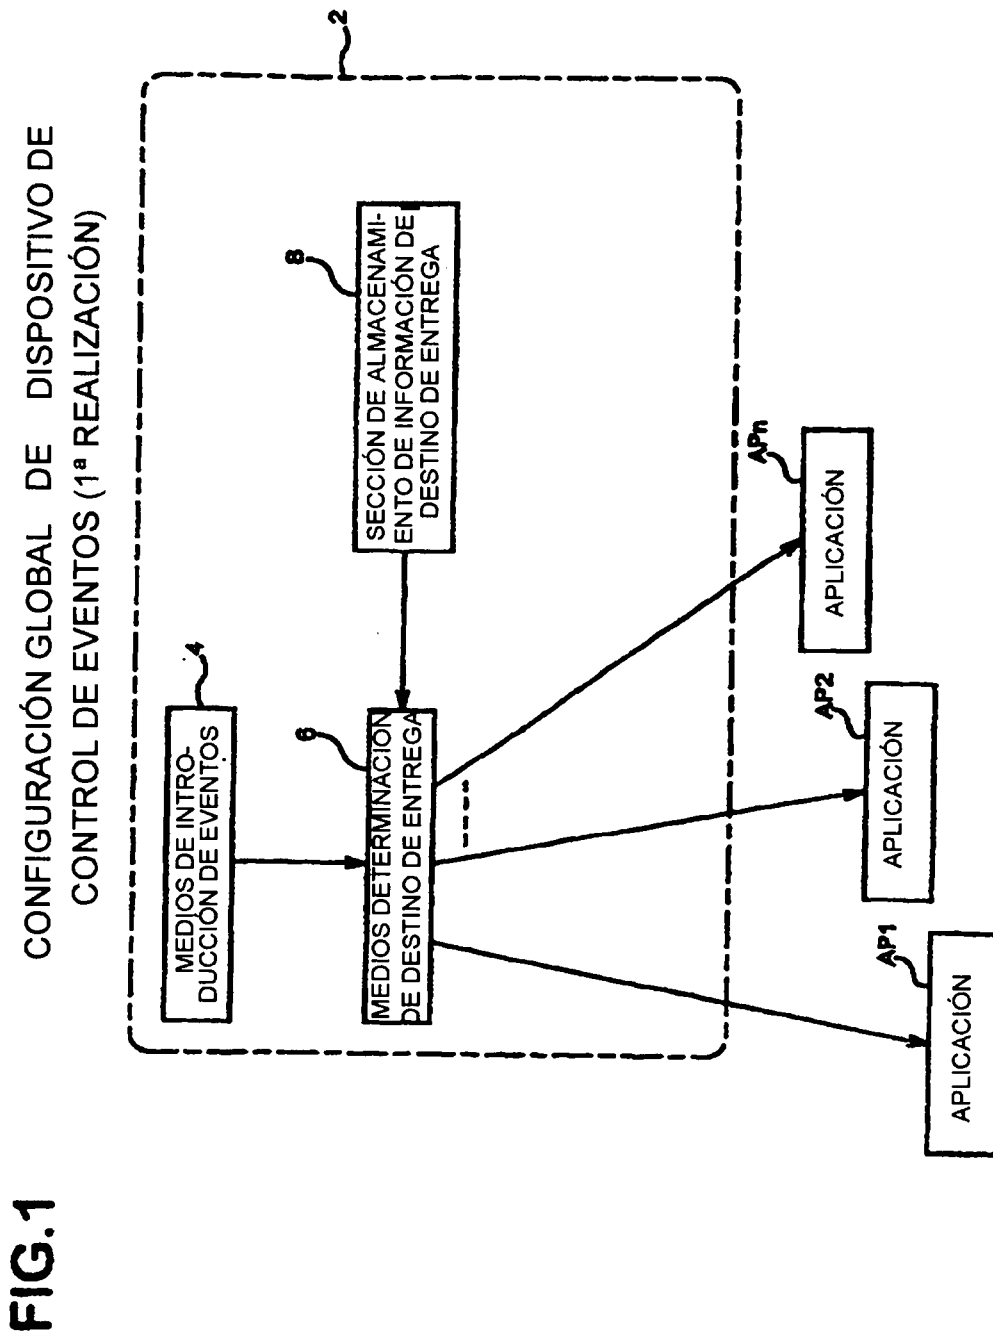 FIG.1
CONFIGURACIÓN GLOBAL DE DISPOSITIVO DE
CONTROL DE EVENTOS (1ª REALIZACIÓN)
2
4
MEDIOS DE INTRO-
DUCCIÓN DE EVENTOS
6
MEDIOS DETERMINACIÓN
DE DESTINO DE ENTREGA
8
SECCIÓN DE ALMACENAMI-
ENTO DE INFORMACIÓN DE
DESTINO DE ENTREGA
AP1
APLICACIÓN
AP2
APLICACIÓN
APn
APLICACIÓN